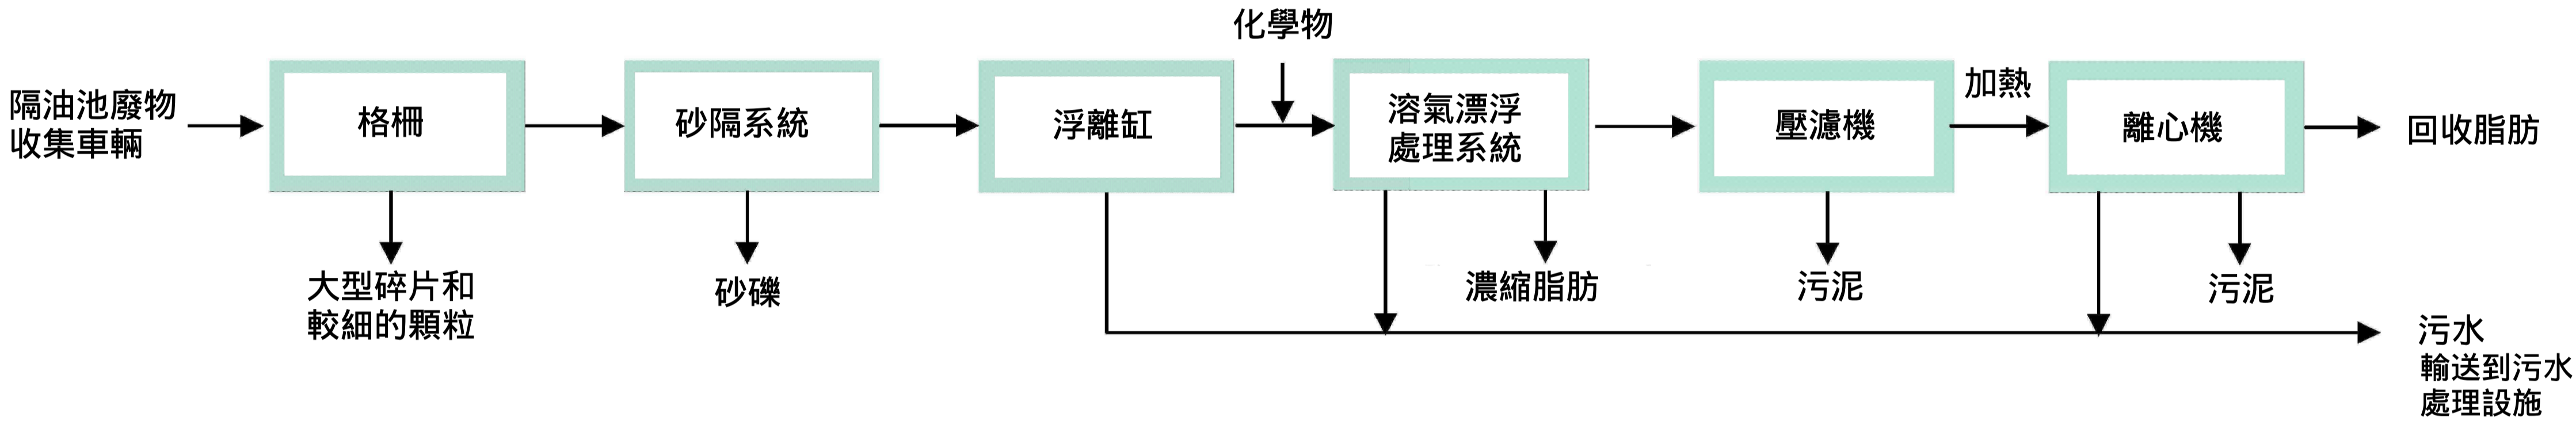 化學物
隔油池廢物
收集車輛
格柵
砂隔系統
浮離缸
溶氣漂浮
處理系統
壓濾機
加熱
離心機
回收脂肪
大型碎片和
較細的顆粒
砂礫
濃縮脂肪
污泥
污泥
污水
輸送到污水
處理設施